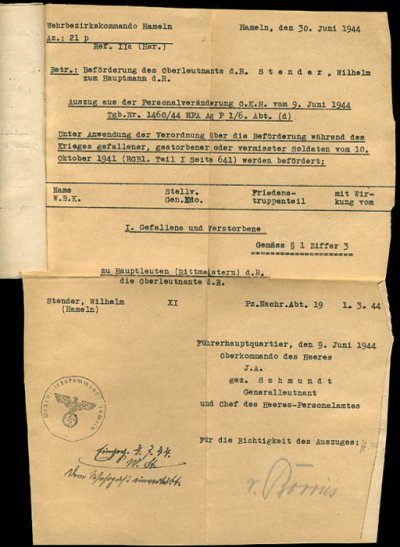 Wehrbezirkskommando Hameln Hameln, den 30. Juni 1944
Az.: 21 p
Ref. IIa (Mar.)
Betr.: Beförderung des Oberleutnants d.R. S t e n d e r , Wilhelm
zum Hauptmann d.R.
Auszug aus der Personalveränderung O.K.H. vom 9. Juni 1944
Tgb.Nr. 1460/44 HPA Ag P 1/6. Abt. (d)
Unter Anwendung der Verordnung über die Beförderung während des
Krieges gefallener, gestorbener oder vermisster Soldaten vom 10.
Oktober 1941 (RGBl. Teil I Seite 641) werden befördert;
Name Stellv. Friedens- mit Wir-
W.B.K. Gen.Kdo. truppenteil kung vom
I. Gefallene und Verstorbene
Gemäss § 1 Ziffer 3
zu Hauptleuten (Rittmeistern) d.R.
die Oberleutnante d.R.
Stender, Wilhelm XI Pz.Nachr.Abt. 19 1. 3. 44
(Hameln)
Führerhauptquartier, den 9. Juni 1944
Oberkommando des Heeres
J.A.
gez. S c h m u n d t
Generalleutnant
und Chef des Heeres-Personalamtes
Für die Richtigkeit des Auszuges:
Eingeg. 4.7.44
v. Börries